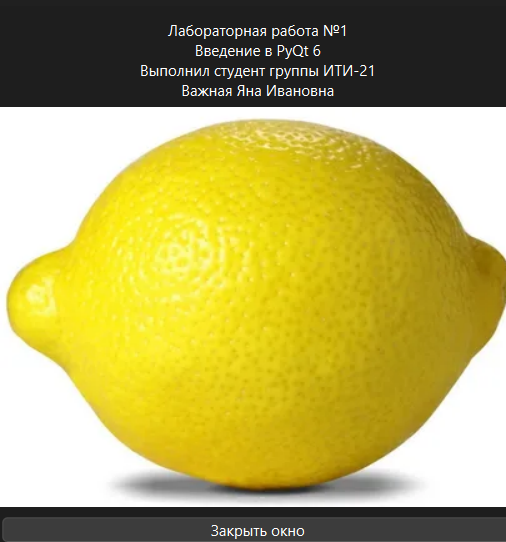 Лабораторная работа №1
Введение в PyQt 6
Выполнил студент группы ИТИ-21
Важная Яна Ивановна
Закрыть окно